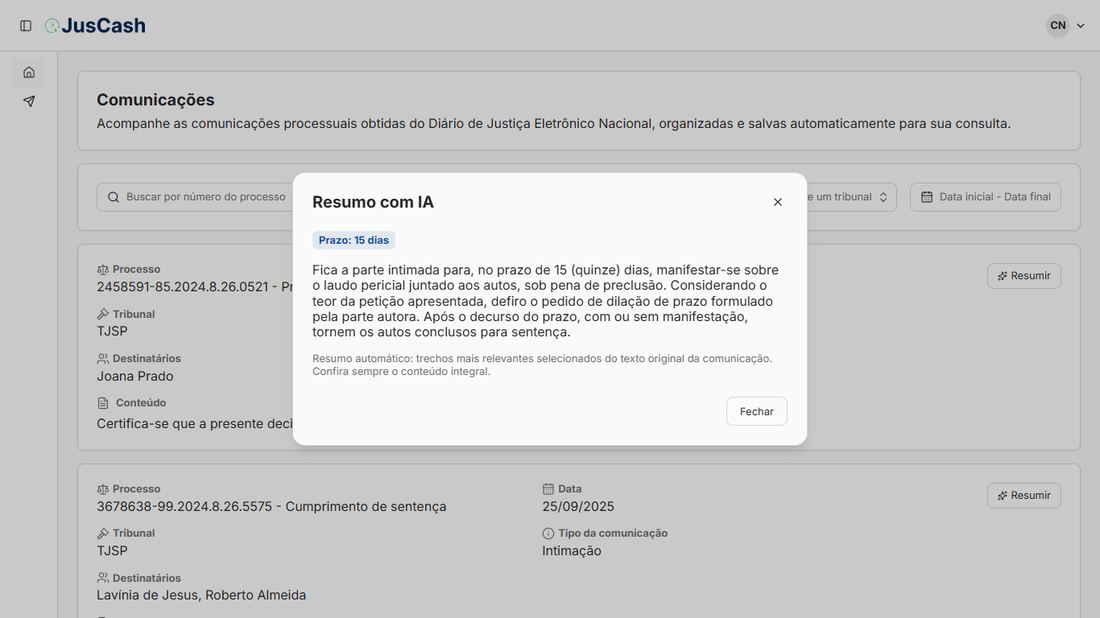 JusCash
CN
Comunicações
Acompanhe as comunicações processuais obtidas do Diário de Justiça Eletrônico Nacional, organizadas e salvas automaticamente para sua consulta.
Buscar por número do processo
e um tribunal
Data inicial - Data final
Resumo com IA
Prazo: 15 dias
Fica a parte intimada para, no prazo de 15 (quinze) dias, manifestar-se sobre
o laudo pericial juntado aos autos, sob pena de preclusão. Considerando o
teor da petição apresentada, defiro o pedido de dilação de prazo formulado
pela parte autora. Após o decurso do prazo, com ou sem manifestação,
tornem os autos conclusos para sentença.
Resumo automático: trechos mais relevantes selecionados do texto original da comunicação.
Confira sempre o conteúdo integral.
Fechar
Processo
2458591-85.2024.8.26.0521 - Pr
Resumir
Tribunal
TJSP
Destinatários
Joana Prado
Conteúdo
Certifica-se que a presente deci
Processo
3678638-99.2024.8.26.5575 - Cumprimento de sentença
Data
25/09/2025
Resumir
Tribunal
TJSP
Tipo da comunicação
Intimação
Destinatários
Lavínia de Jesus, Roberto Almeida